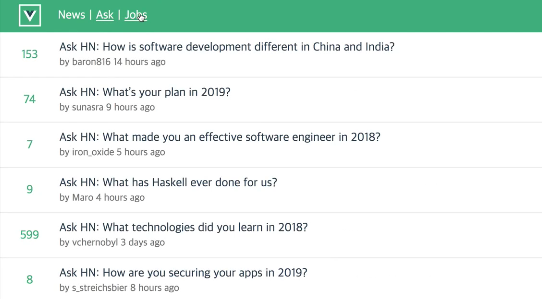 News | Ask | Jobs
153
Ask HN: How is software development different in China and India?
by baron816 14 hours ago
74
Ask HN: What's your plan in 2019?
by sunasra 9 hours ago
7
Ask HN: What made you an effective software engineer in 2018?
by iron_oxide 5 hours ago
9
Ask HN: What has Haskell ever done for us?
by Maro 4 hours ago
599
Ask HN: What technologies did you learn in 2018?
by vchernobyl 3 days ago
8
Ask HN: How are you securing your apps in 2019?
by s_streichsbier 8 hours ago